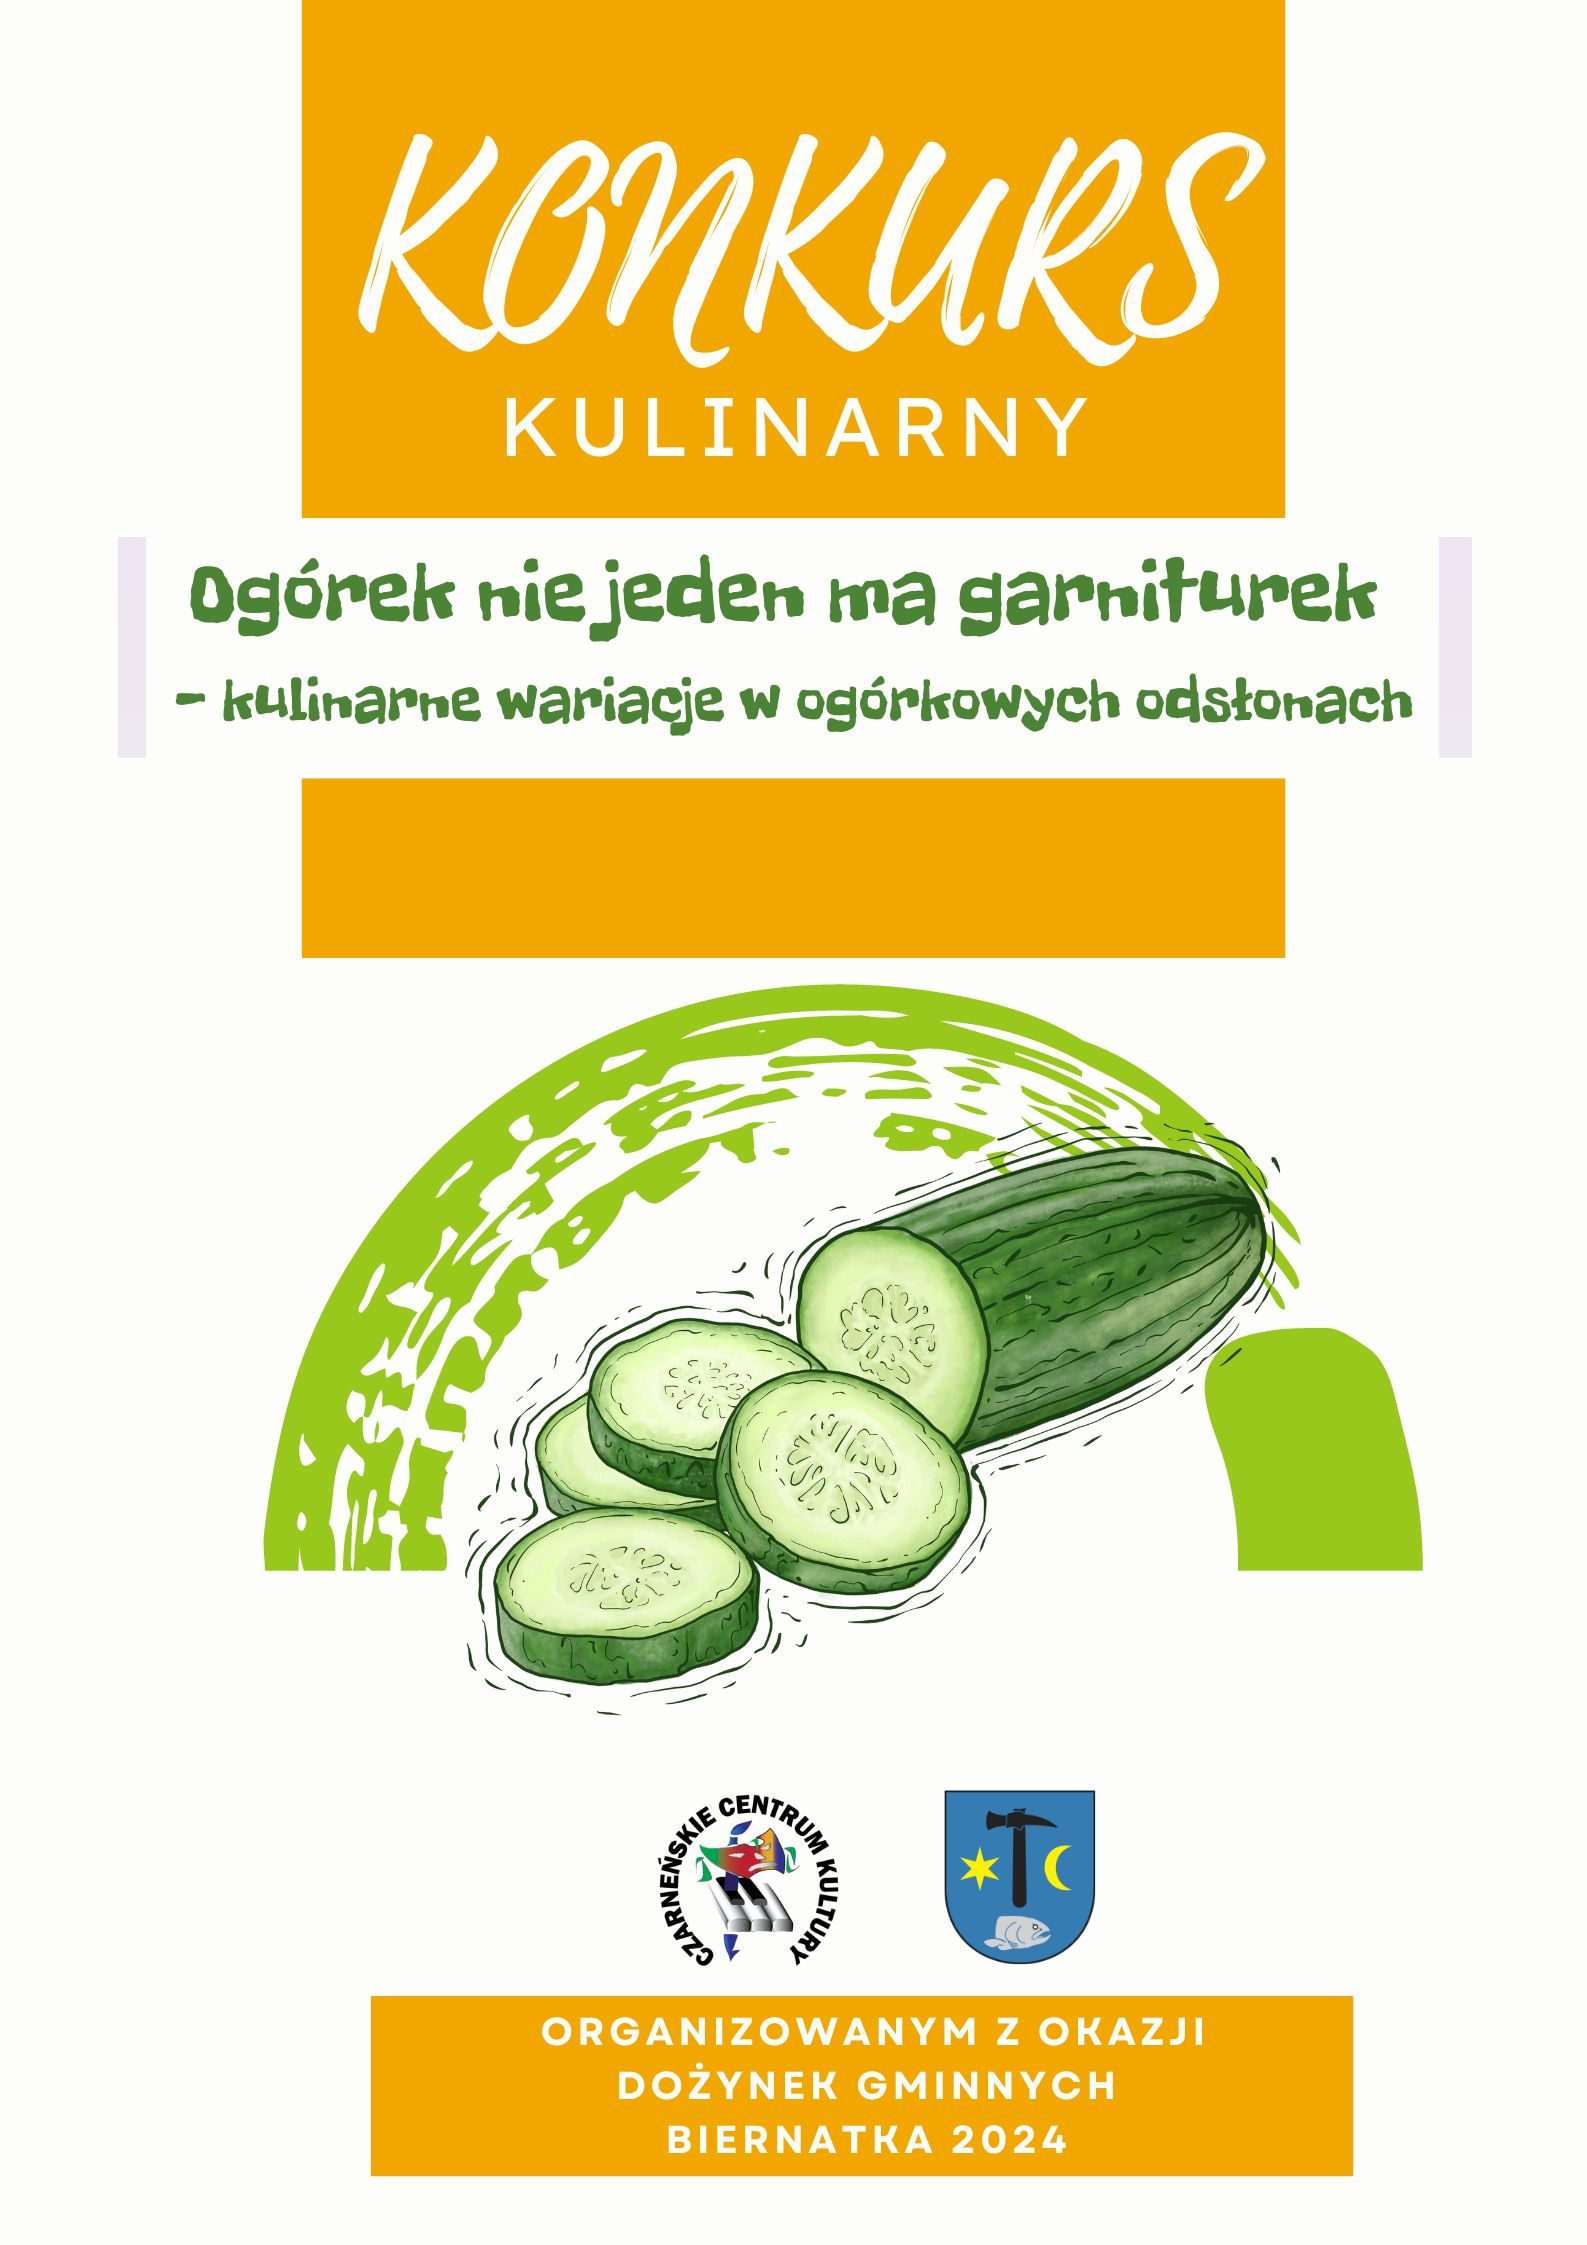 KONKURS
KULINARNY
Ogórek nie jeden ma garniturek
- kulinarne wariacje w ogórkowych odsłonach
CZARNEŃSKIE CENTRUM KULTURY
ORGANIZOWANYM Z OKAZJI
DOŻYNEK GMINNYCH
BIERNATKA 2024